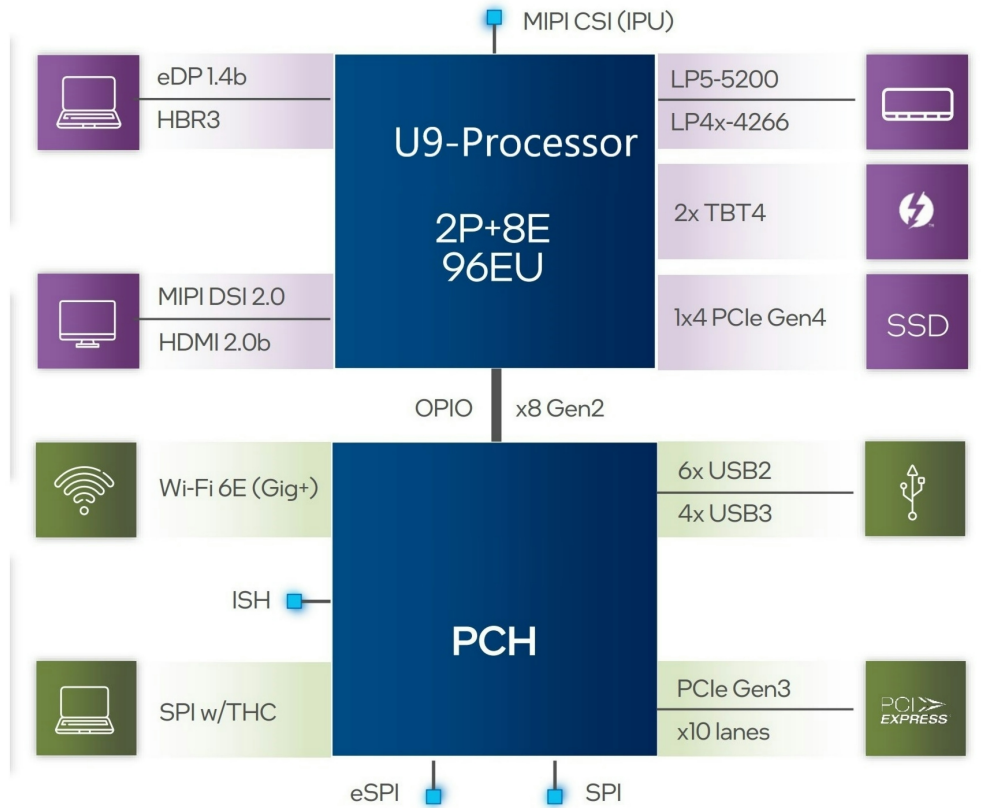 MIPI CSI (IPU)
eDP 1.4b
HBR3
U9-Processor
2P+8E
96EU
LP5-5200
LP4x-4266
2x TBT4
MIPI DSI 2.0
HDMI 2.0b
1x4 PCIe Gen4
SSD
OPIO
x8 Gen2
Wi-Fi 6E (Gig+)
6x USB2
4x USB3
ISH
PCH
SPI w/THC
PCIe Gen3
x10 lanes
PCI
EXPRESS
eSPI
SPI